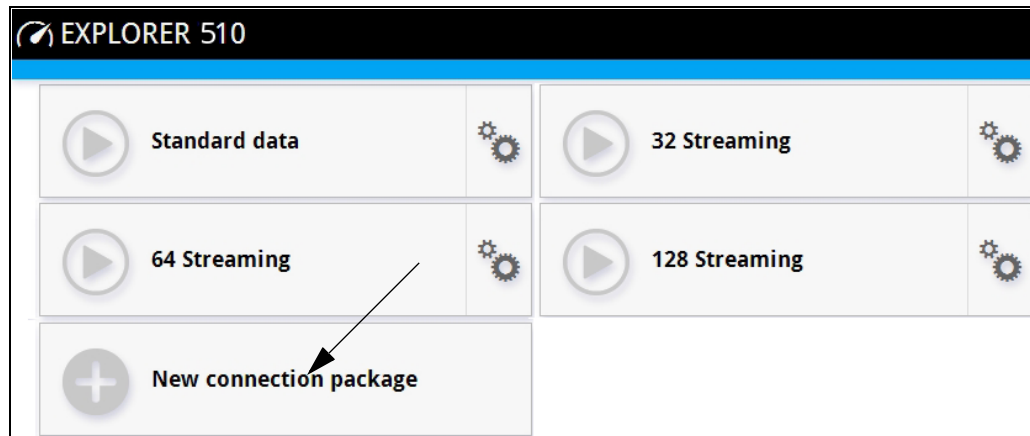 EXPLORER 510
Standard data
32 Streaming
64 Streaming
128 Streaming
New connection package